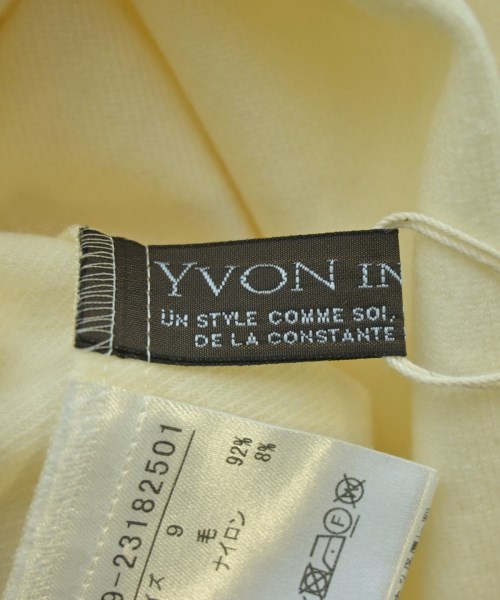 YVON IN
UN STYLE COMME SOI,
DE LA CONSTANTE
9-23182501
イズ 9
毛 92%
ナイロン 8%